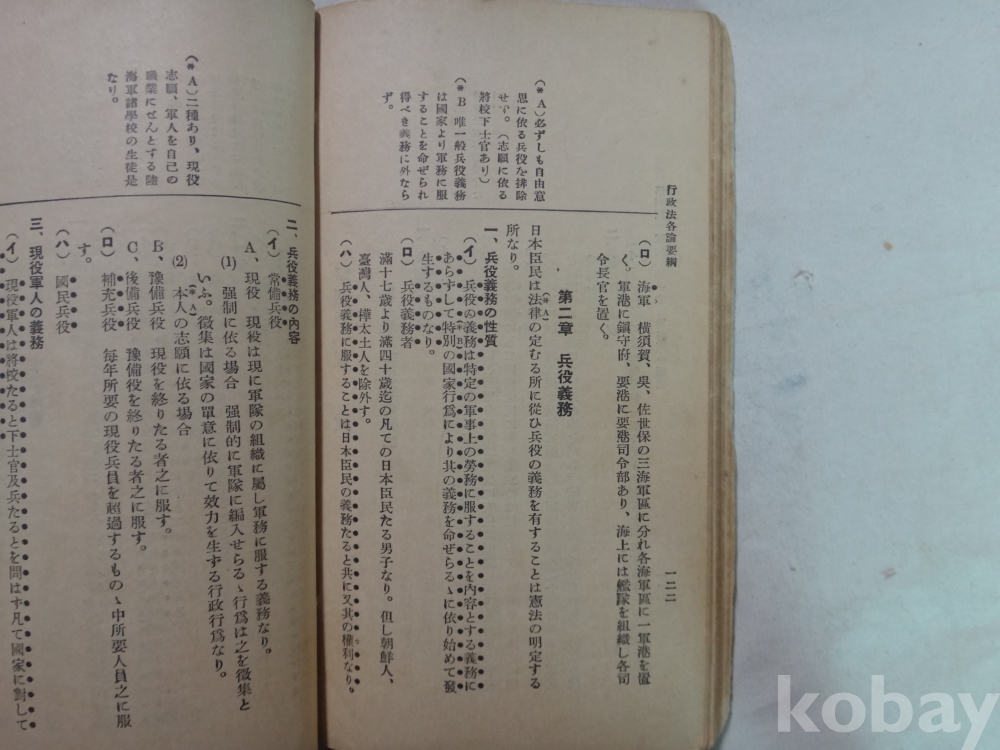 行政法各論要綱
一二二
（ロ）海軍　橫須賀、吳、佐世保の三海軍區に分れ各海軍區に一軍港を置
く。軍港に鎭守府、要港に要港司令部あり、海上には艦隊を組織し各司
令長官を置く。
第二章　兵役義務
日本臣民は法律の定むる所に從ひ兵役の義務を有することは憲法の明定する
（※A）
所なり。
一、兵役義務の性質
（イ）兵役の義務は特定の軍事上の勞務に服することを內容とする義務に
あらずして特別の國家行爲により其の義務を命ぜらるゝに依り始めて發
（※B）
生するものなり。
（ロ）兵役義務者
滿十七歲より滿四十歲迄の凡ての日本臣民たる男子なり。但し朝鮮人、
臺灣人、樺太土人を除外す。
（ハ）兵役義務に服することは日本臣民の義務たると共に又其の權利なり。
（※A）必ずしも自由意
思に依る兵役を排除
せず。（志願に依る
將校下士官あり）
（※B 唯一般兵役義務
は國家より軍務に服
することを命ぜられ
得べき義務に外なら
ず。
二、兵役義務の內容
（イ）常備兵役
A、現役　現役は現に軍隊の組織に屬し軍務に服する義務なり。
(1)　强制に依る場合　强制的に軍隊に編入せらるゝ行爲は之を徵集と
いふ。徵集は國家の單意に依りて效力を生ずる行政行爲なり。
(2)　本人の志願に依る場合
（※A）
B、豫備兵役　現役を終りたる者之に服す。
C、後備兵役　豫備役を終りたる者之に服す。
（ロ）補充兵役　每年所要の現役兵員を超過するものゝ中所要人員之に服
す。
（ハ）國民兵役
三、現役軍人の義務
（イ）現役軍人は將校たると下士官及兵たるとを問はず凡て國家に對して
（※A）二種あり、現役
志願、軍人を自己の
職業にせんとする陸
海軍諸學校の生徒是
なり。
kobay